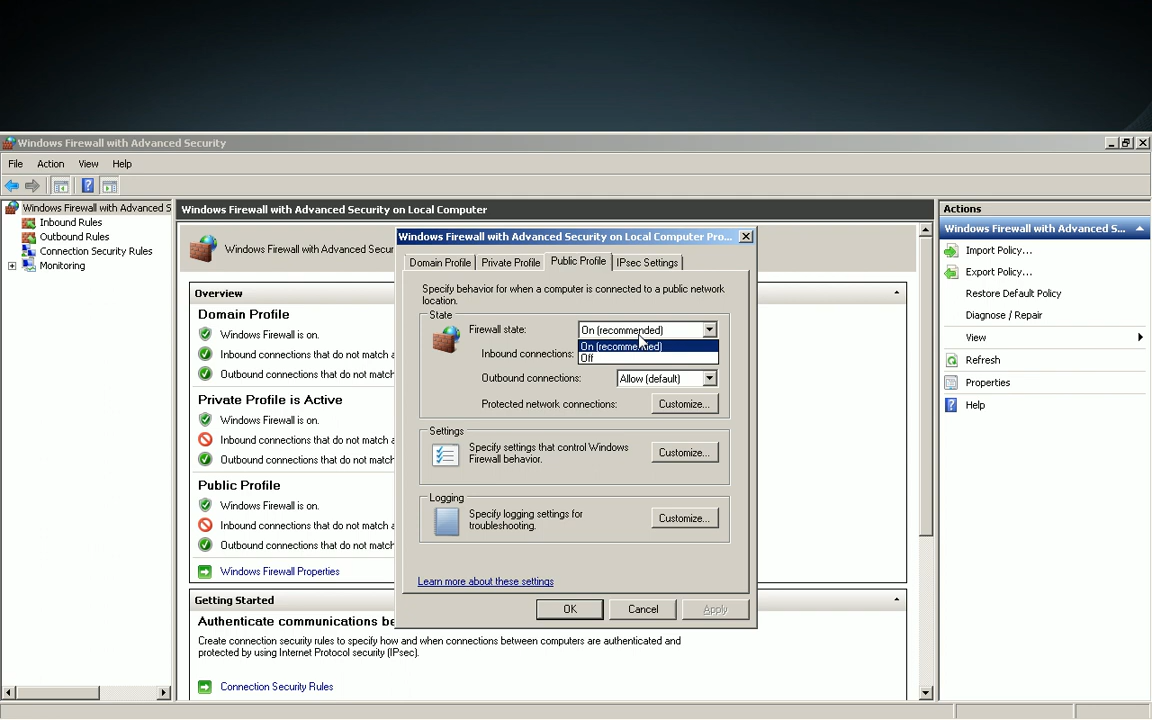 Windows Firewall with Advanced Security
File Action View Help
Windows Firewall with Advanced S
Inbound Rules
Outbound Rules
Connection Security Rules
Monitoring
Windows Firewall with Advanced Security on Local Computer
Windows Firewall with Advanced Secur
Overview
Domain Profile
Windows Firewall is on.
Inbound connections that do not match a
Outbound connections that do not match
Private Profile is Active
Windows Firewall is on.
Inbound connections that do not match a
Outbound connections that do not match
Public Profile
Windows Firewall is on.
Inbound connections that do not match a
Outbound connections that do not match
Windows Firewall Properties
Getting Started
Authenticate communications be
Create connection security rules to specify how and when connections between computers are authenticated and
protected by using Internet Protocol security (IPsec).
Connection Security Rules
Windows Firewall with Advanced Security on Local Computer Pro...
Domain Profile Private Profile Public Profile IPsec Settings
Specify behavior for when a computer is connected to a public network
location.
State
Firewall state: On (recommended)
On (recommended)
Off
Inbound connections:
Outbound connections: Allow (default)
Protected network connections: Customize...
Settings
Specify settings that control Windows
Firewall behavior.
Customize...
Logging
Specify logging settings for
troubleshooting.
Customize...
Learn more about these settings
OK Cancel Apply
Actions
Windows Firewall with Advanced S...
Import Policy...
Export Policy...
Restore Default Policy
Diagnose / Repair
View
Refresh
Properties
Help